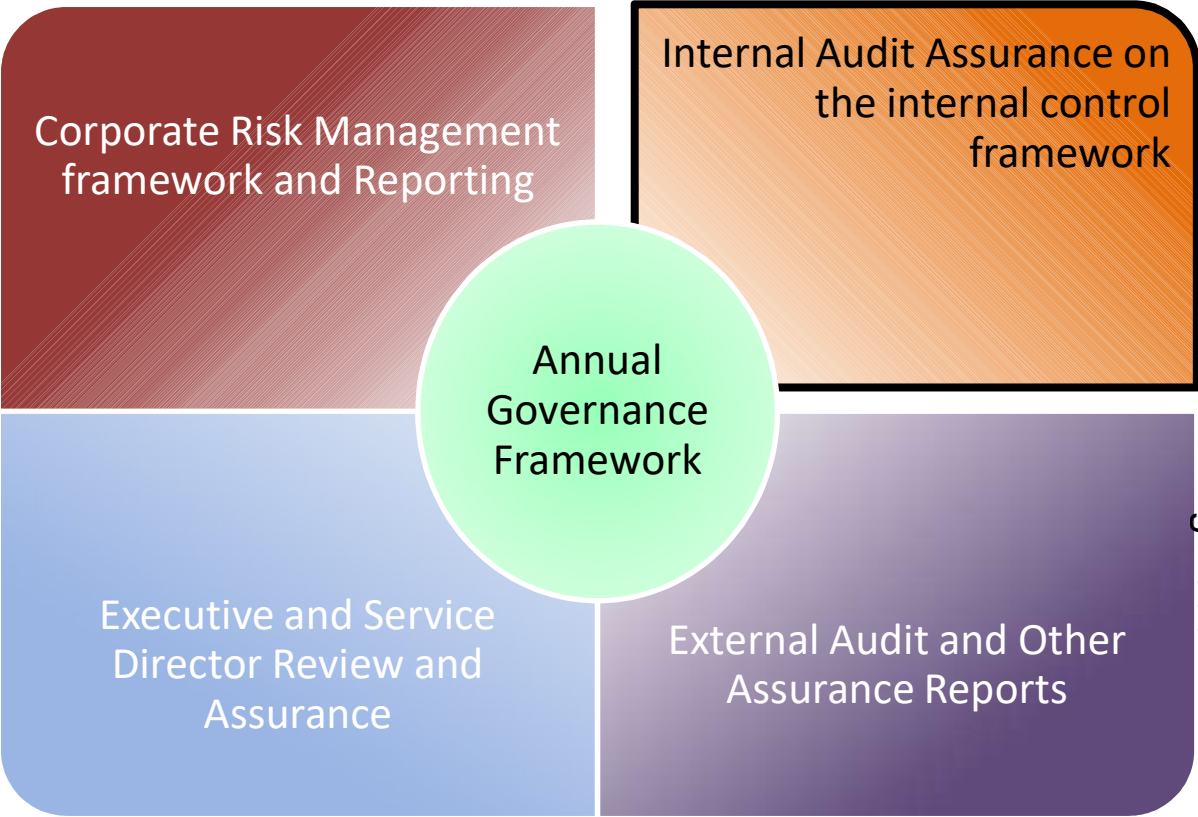 Corporate Risk Management
framework and Reporting
Internal Audit Assurance on
the internal control
framework
Annual
Governance
Framework
Executive and Service
Director Review and
Assurance
External Audit and Other
Assurance Reports